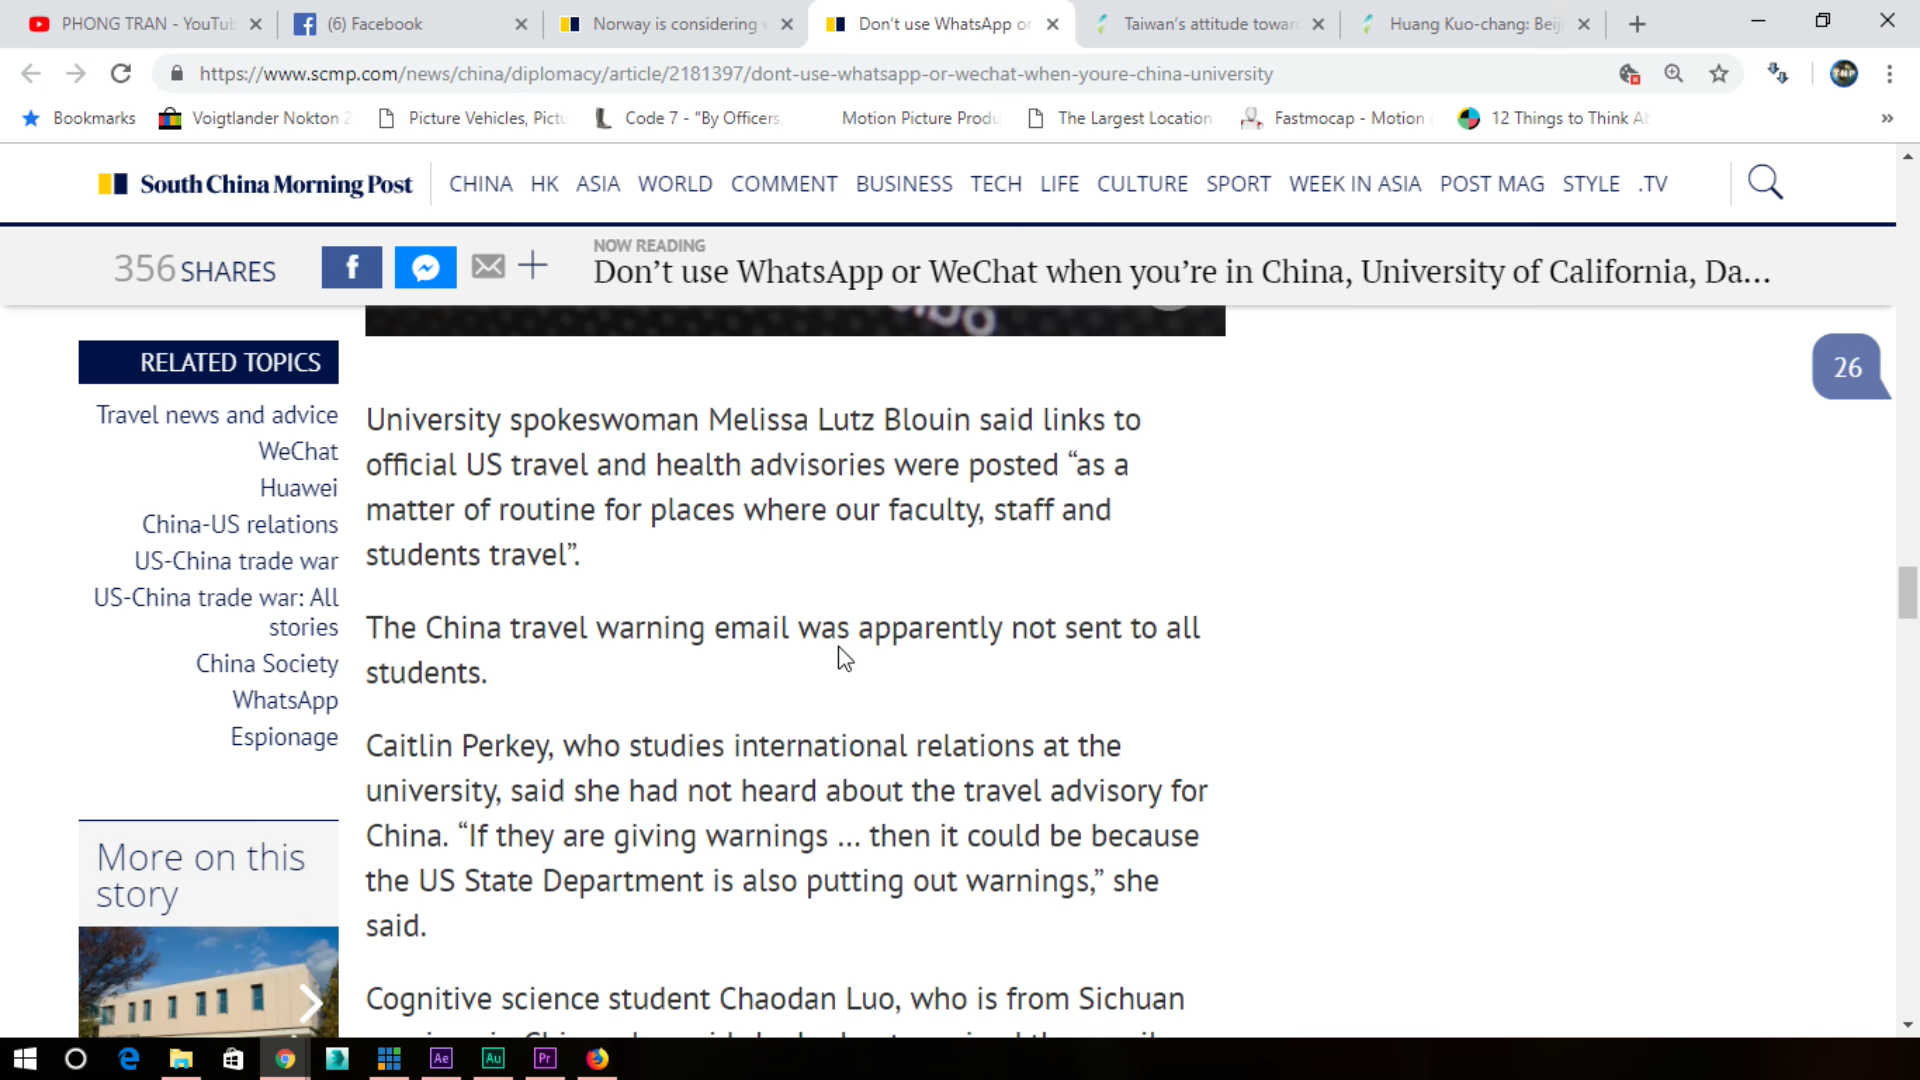 PHONG TRAN - YouTub
(6) Facebook
Norway is considering
Don't use WhatsApp or
Taiwan's attitude towar
Huang Kuo-chang: Beij
https://www.scmp.com/news/china/diplomacy/article/2181397/dont-use-whatsapp-or-wechat-when-youre-china-university
Bookmarks
Voigtlander Nokton 2
Picture Vehicles, Pictu
Code 7 - "By Officers
Motion Picture Produ
The Largest Location
Fastmocap - Motion
12 Things to Think Ab
South China Morning Post
CHINA HK ASIA WORLD COMMENT BUSINESS TECH LIFE CULTURE SPORT WEEK IN ASIA POST MAG STYLE .TV
356 SHARES
NOW READING
Don’t use WhatsApp or WeChat when you’re in China, University of California, Da...
26
RELATED TOPICS
Travel news and advice
WeChat
Huawei
China-US relations
US-China trade war
US-China trade war: All
stories
China Society
WhatsApp
Espionage
More on this
story
University spokeswoman Melissa Lutz Blouin said links to
official US travel and health advisories were posted “as a
matter of routine for places where our faculty, staff and
students travel”.
The China travel warning email was apparently not sent to all
students.
Caitlin Perkey, who studies international relations at the
university, said she had not heard about the travel advisory for
China. “If they are giving warnings ... then it could be because
the US State Department is also putting out warnings,” she
said.
Cognitive science student Chaodan Luo, who is from Sichuan
Ae
Au
Pr